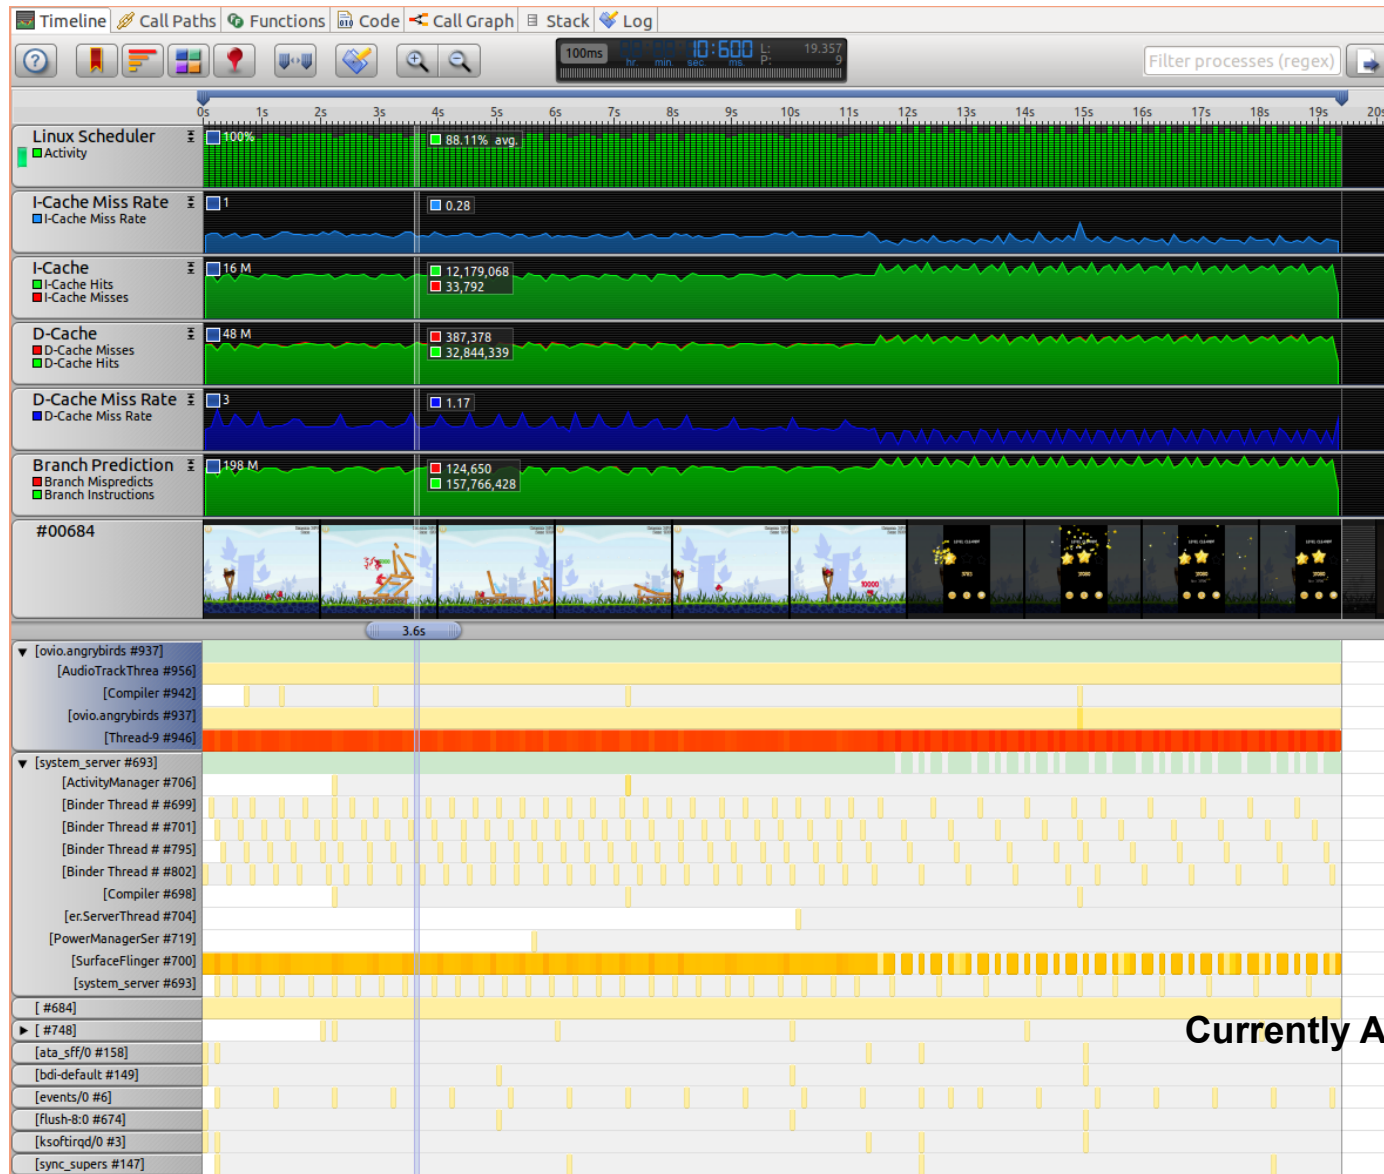 Timeline Call Paths Functions Code Call Graph Stack Log
100ms 10:600 L: 19.357
hr. min. sec. ms. P: 9
Filter processes (regex)
0s 1s 2s 3s 4s 5s 6s 7s 8s 9s 10s 11s 12s 13s 14s 15s 16s 17s 18s 19s 20s
Linux Scheduler 100% 88.11% avg.
Activity
I-Cache Miss Rate 1 0.28
I-Cache Miss Rate
I-Cache 16 M 12,179,068
I-Cache Hits 33,792
I-Cache Misses
D-Cache 48 M 387,378
D-Cache Misses 32,844,339
D-Cache Hits
D-Cache Miss Rate 3 1.17
D-Cache Miss Rate
Branch Prediction 198 M 124,650
Branch Mispredicts 157,766,428
Branch Instructions
#00684
3.6s
[ovio.angrybirds #937]
[AudioTrackThrea #956]
[Compiler #942]
[ovio.angrybirds #937]
[Thread-9 #946]
[system_server #693]
[ActivityManager #706]
[Binder Thread # #699]
[Binder Thread # #701]
[Binder Thread # #795]
[Binder Thread # #802]
[Compiler #698]
[er.ServerThread #704]
[PowerManagerSer #719]
[SurfaceFlinger #700]
[system_server #693]
[ #684]
[ #748]
Currently A
[ata_sff/0 #158]
[bdi-default #149]
[events/0 #6]
[flush-8:0 #674]
[ksoftirqd/0 #3]
[sync_supers #147]